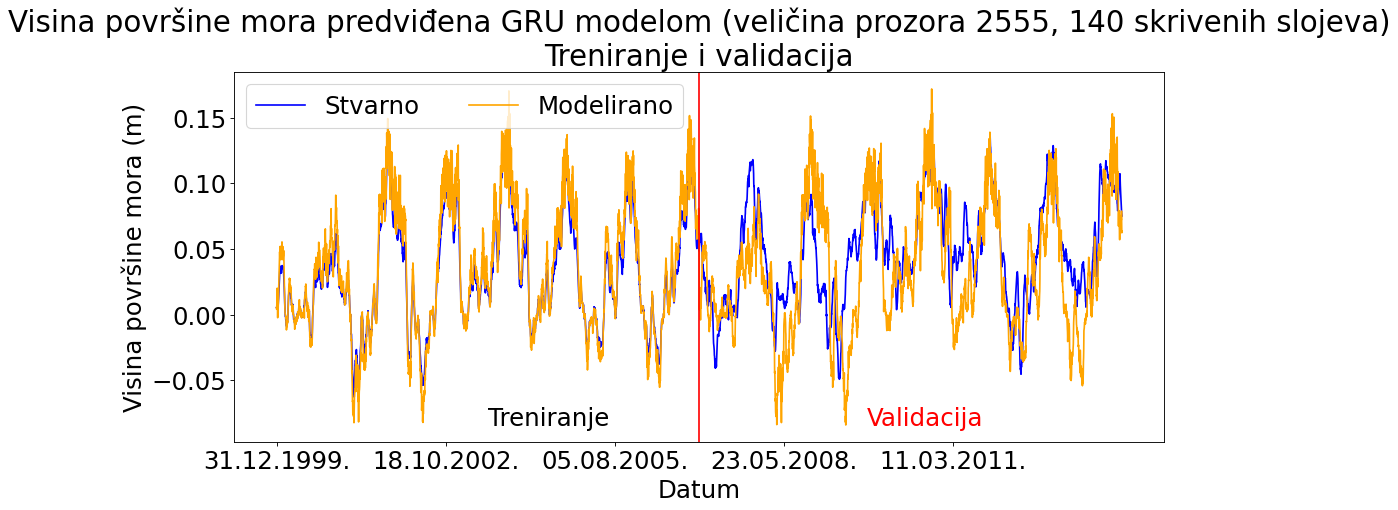 Visina površine mora predviđena GRU modelom (veličina prozora 2555, 140 skrivenih slojeva)
Treniranje i validacija
Stvarno
Modelirano
Visina površine mora (m)
0.15
0.10
0.05
0.00
−0.05
Treniranje
Validacija
31.12.1999.
18.10.2002.
05.08.2005.
23.05.2008.
11.03.2011.
Datum